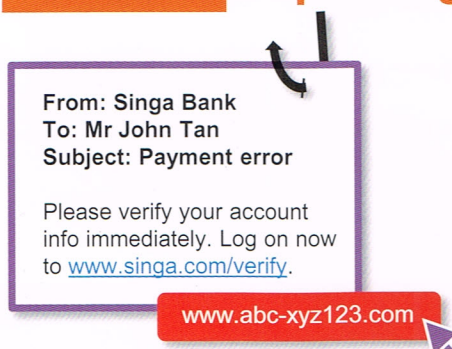 From: Singa Bank
To: Mr John Tan
Subject: Payment error
Please verify your account
info immediately. Log on now
to www.singa.com/verify.
www.abc-xyz123.com